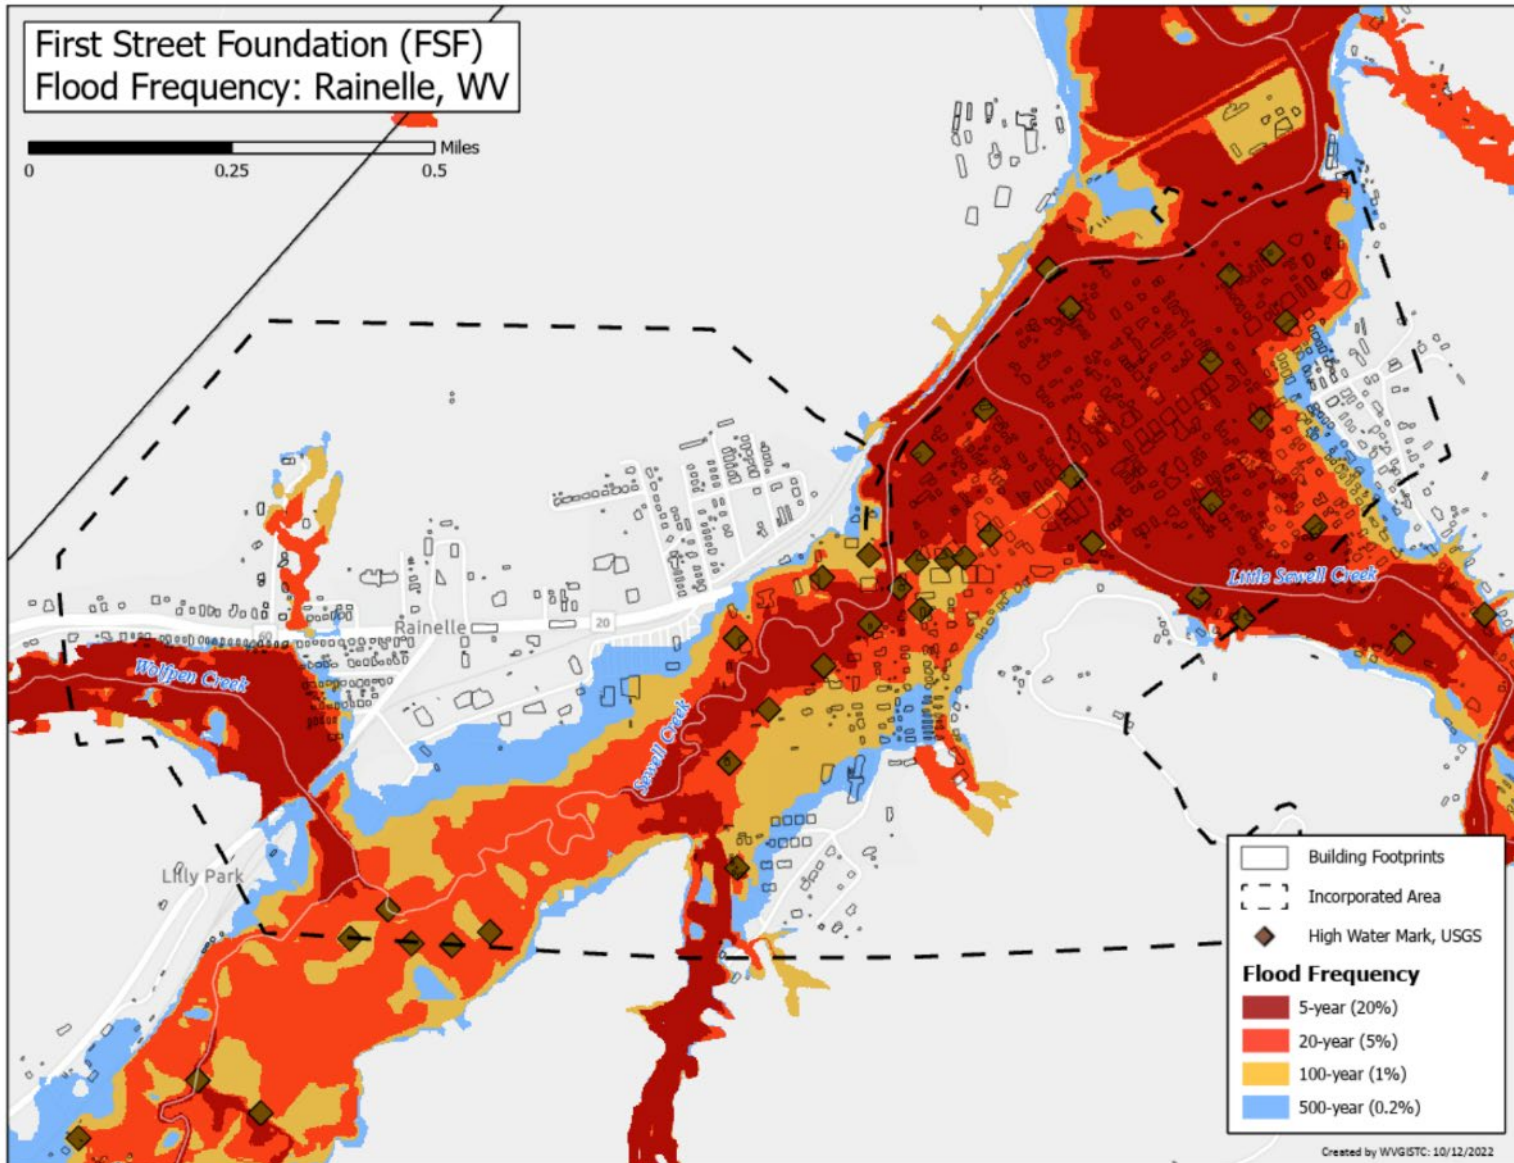 First Street Foundation (FSF)
Flood Frequency: Rainelle, WV
Miles
0 0.25 0.5
Little Sewell Creek
20
60
Rainelle
Wolfpen Creek
Sewell Creek
Lilly Park
Building Footprints
Incorporated Area
High Water Mark, USGS
Flood Frequency
5-year (20%)
20-year (5%)
100-year (1%)
500-year (0.2%)
Created by WVGISTC: 10/12/2022